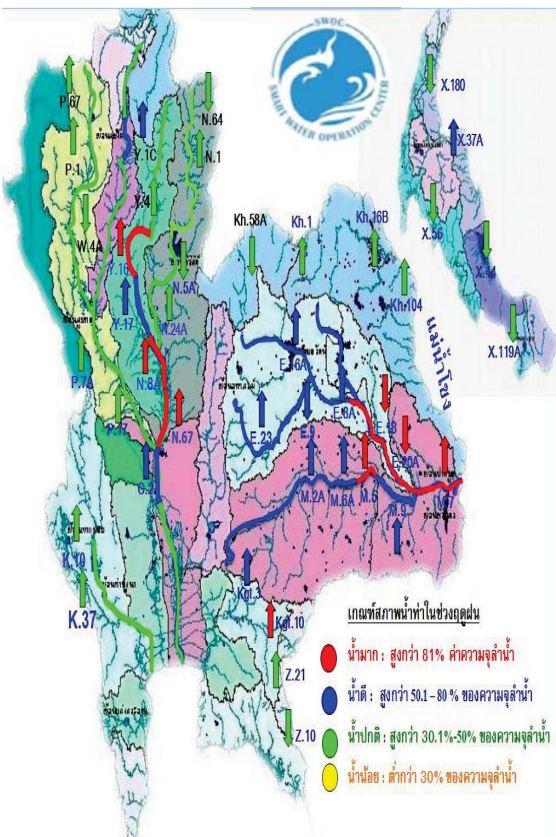 SWOC
SMART WATER OPERATION CENTER
P.67
N.64
X.180
X.37A
P.1
Y.1C
N.1
Y.4
W.4A
Kh.58A
Kh.1
Kh.16B
X.56
Y.16
N.5A
Kh.104
แม่น้ำโขง
Y.17
N.24A
X.119A
P.7A
N.8A
E.16A
P.17
N.67
E.23
E.9
E.8A
E.20A
M.2A
M.6A
M.5
M.9
K.10
Kgt.3
K.37
Kgt.10
Z.21
Z.10
เกณฑ์สภาพน้ำท่าในช่วงฤดูฝน
น้ำมาก : สูงกว่า 81% ค่าความจุลำน้ำ
น้ำดี : สูงกว่า 50.1 – 80 % ของความจุลำน้ำ
น้ำปกติ : สูงกว่า 30.1%-50% ของความจุลำน้ำ
น้ำน้อย : ต่ำกว่า 30% ของความจุลำน้ำ